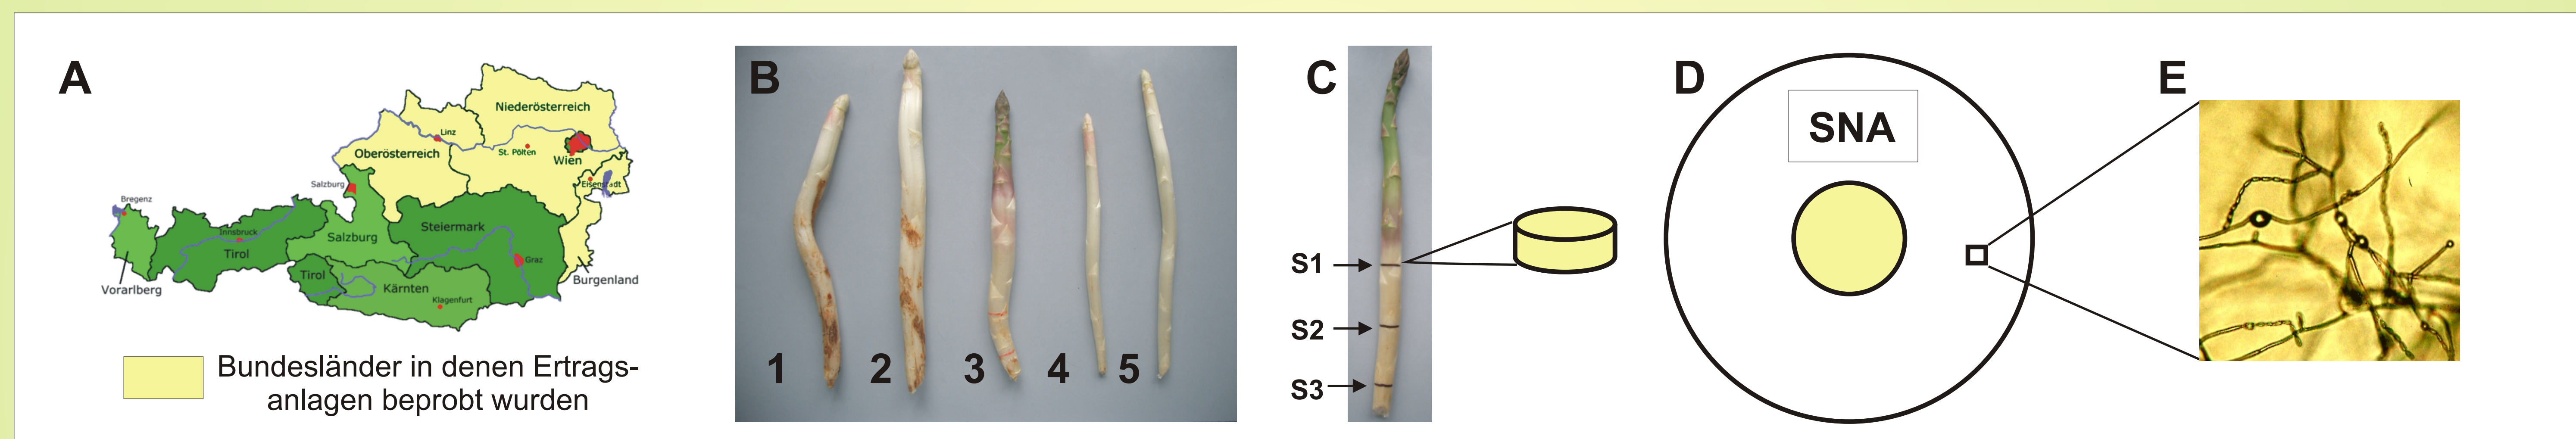 A
Niederösterreich
Linz
St. Pölten
Wien
Oberösterreich
Eisenstadt
Salzburg
Bregenz
Innsbruck
Tirol
Salzburg
Steiermark
Graz
Tirol
Kärnten
Klagenfurt
Burgenland
Vorarlberg
Bundesländer in denen Ertrags-
anlagen beprobt wurden
B
1 2 3 4 5
C
S1
S2
S3
D
SNA
E